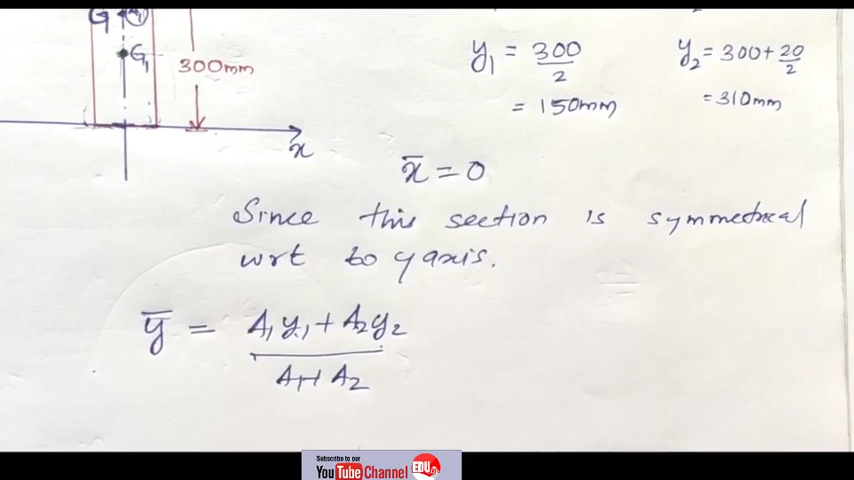 G A1
G1
300mm
x
y1 = 300/2
= 150mm
y2 = 300 + 20/2
= 310mm
x̄ = 0
Since this section is symmetrical
wrt to y axis.
ȳ = A1y1 + A2y2
A1+ A2
Subscribe to our
YouTube Channel
EDU